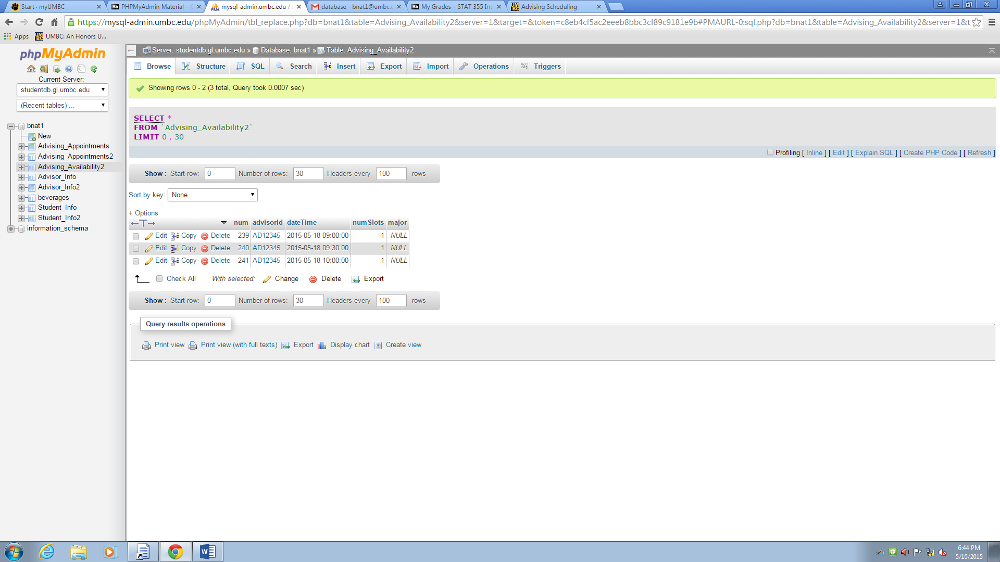 Start · myUMBC
PHPMyAdmin Material – C
mysql-admin.umbc.edu /
database - bnat1@umbc.e
My Grades – STAT 355 Int
Advising Scheduling
https://mysql-admin.umbc.edu/phpMyAdmin/tbl_replace.php?db=bnat1&table=Advising_Availability2&server=1&target=&token=c8eb4cf5ac2eeeb8bbc3cf89c9181e9b#PMAURL-0:sql.php?db=bnat1&table=Advising_Availability2&server=1&t
Apps UMBC: An Honors U...
phpMyAdmin
Current Server:
studentdb.gl.umbc.edu
(Recent tables) ...
bnat1
New
Advising_Appointments
Advising_Appointments2
Advising_Availability2
Advisor_Info
Advisor_Info2
beverages
Student_Info
Student_Info2
information_schema
Server: studentdb.gl.umbc.edu » Database: bnat1 » Table: Advising_Availability2
Browse Structure SQL Search Insert Export Import Operations Triggers
Showing rows 0 - 2 (3 total, Query took 0.0007 sec)
SELECT *
FROM `Advising_Availability2`
LIMIT 0 , 30
Profiling [ Inline ] [ Edit ] [ Explain SQL ] [ Create PHP Code ] [ Refresh ]
Show : Start row: 0 Number of rows: 30 Headers every 100 rows
Sort by key: None
+ Options
num advisorId dateTime numSlots major
Edit Copy Delete 239 AD12345 2015-05-18 09:00:00 1 NULL
Edit Copy Delete 240 AD12345 2015-05-18 09:30:00 1 NULL
Edit Copy Delete 241 AD12345 2015-05-18 10:00:00 1 NULL
Check All With selected: Change Delete Export
Show : Start row: 0 Number of rows: 30 Headers every 100 rows
Query results operations
Print view Print view (with full texts) Export Display chart Create view
6:44 PM
5/10/2015